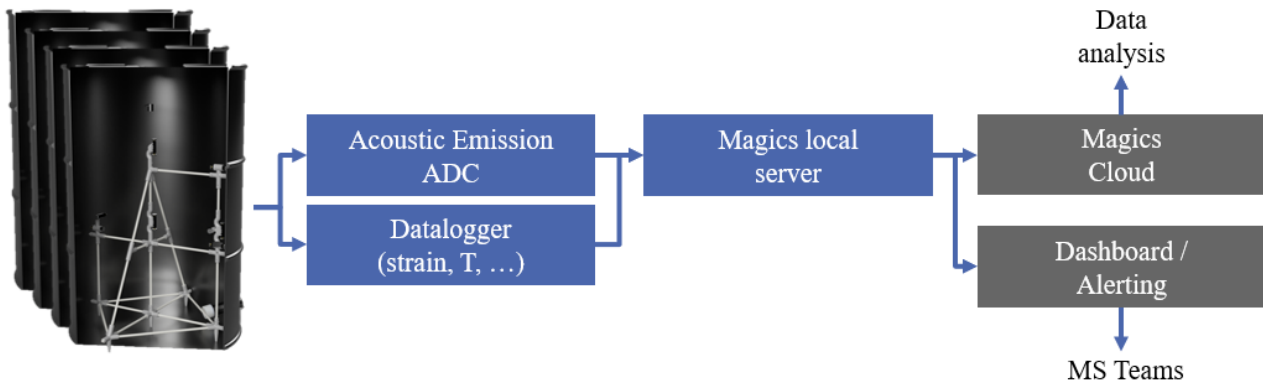 Data
analysis
Acoustic Emission
ADC
Magics local
server
Magics
Cloud
Datalogger
(strain, T, …)
Dashboard /
Alerting
MS Teams